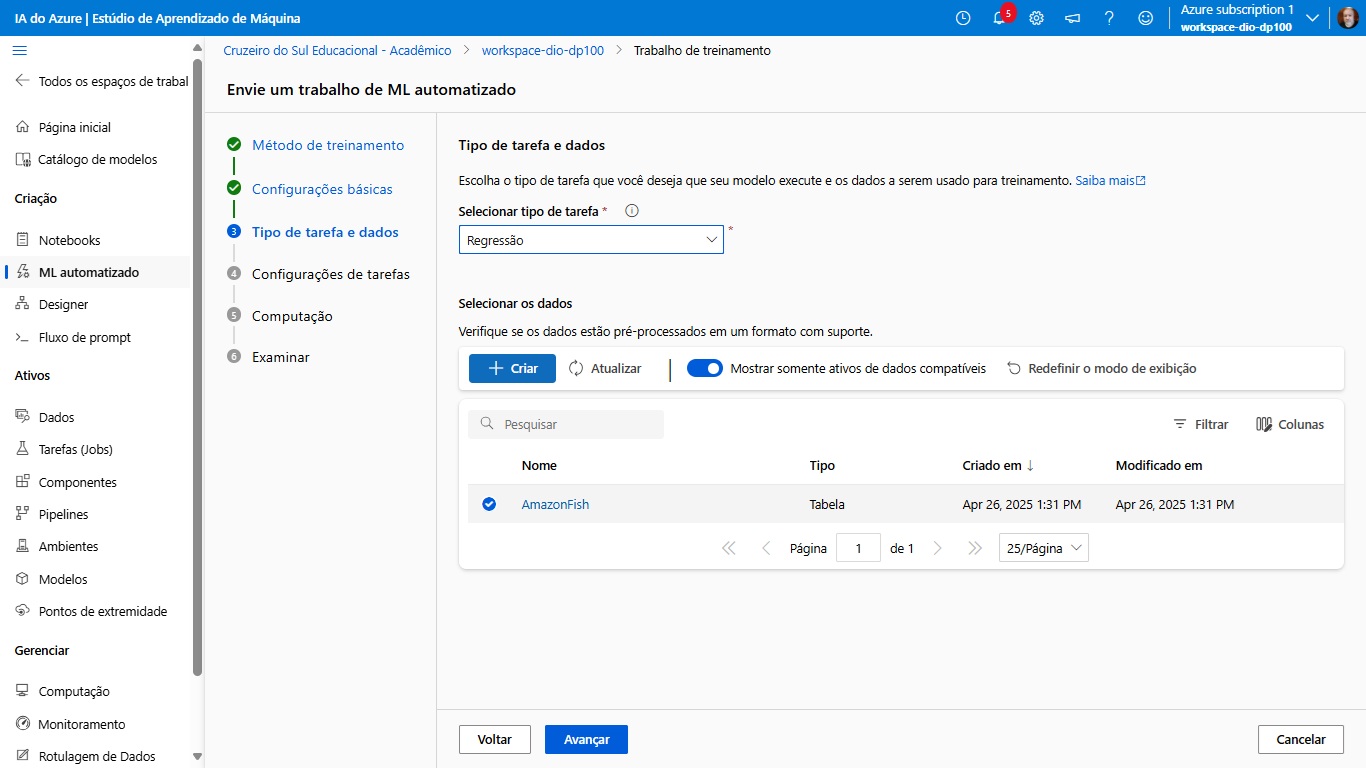 IA do Azure | Estúdio de Aprendizado de Máquina
5
Azure subscription 1
workspace-dio-dp100
Cruzeiro do Sul Educacional - Acadêmico > workspace-dio-dp100 > Trabalho de treinamento
Todos os espaços de trabal
Página inicial
Catálogo de modelos
Criação
Notebooks
ML automatizado
Designer
Fluxo de prompt
Ativos
Dados
Tarefas (Jobs)
Componentes
Pipelines
Ambientes
Modelos
Pontos de extremidade
Gerenciar
Computação
Monitoramento
Rotulagem de Dados
Envie um trabalho de ML automatizado
Método de treinamento
Configurações básicas
3 Tipo de tarefa e dados
4 Configurações de tarefas
5 Computação
6 Examinar
Tipo de tarefa e dados
Escolha o tipo de tarefa que você deseja que seu modelo execute e os dados a serem usado para treinamento. Saiba mais
Selecionar tipo de tarefa *
Regressão *
Selecionar os dados
Verifique se os dados estão pré-processados em um formato com suporte.
Criar Atualizar Mostrar somente ativos de dados compatíveis Redefinir o modo de exibição
Pesquisar Filtrar Colunas
Nome Tipo Criado em ↓ Modificado em
AmazonFish Tabela Apr 26, 2025 1:31 PM Apr 26, 2025 1:31 PM
Página 1 de 1 25/Página
Voltar Avançar Cancelar